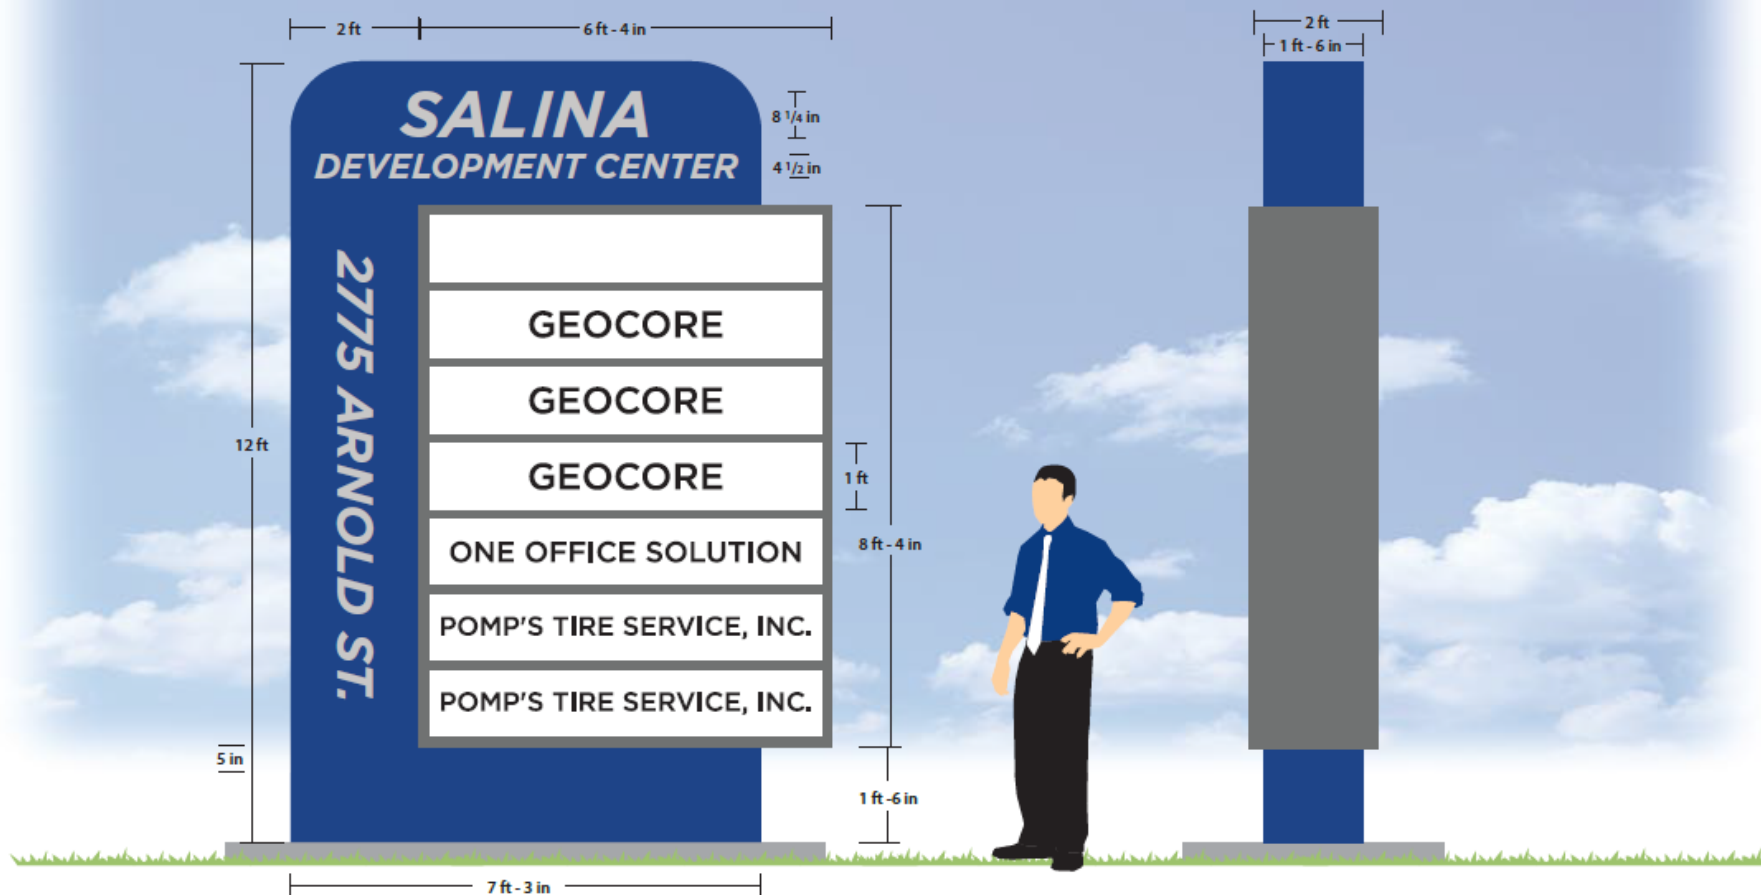 2 ft
6 ft - 4 in
2 ft
1 ft - 6 in
SALINA
8 1/4 in
DEVELOPMENT CENTER
4 1/2 in
2775 ARNOLD ST.
GEOCORE
GEOCORE
12 ft
GEOCORE
1 ft
ONE OFFICE SOLUTION
8 ft - 4 in
POMP'S TIRE SERVICE, INC.
POMP'S TIRE SERVICE, INC.
5 in
1 ft -6 in
7 ft - 3 in